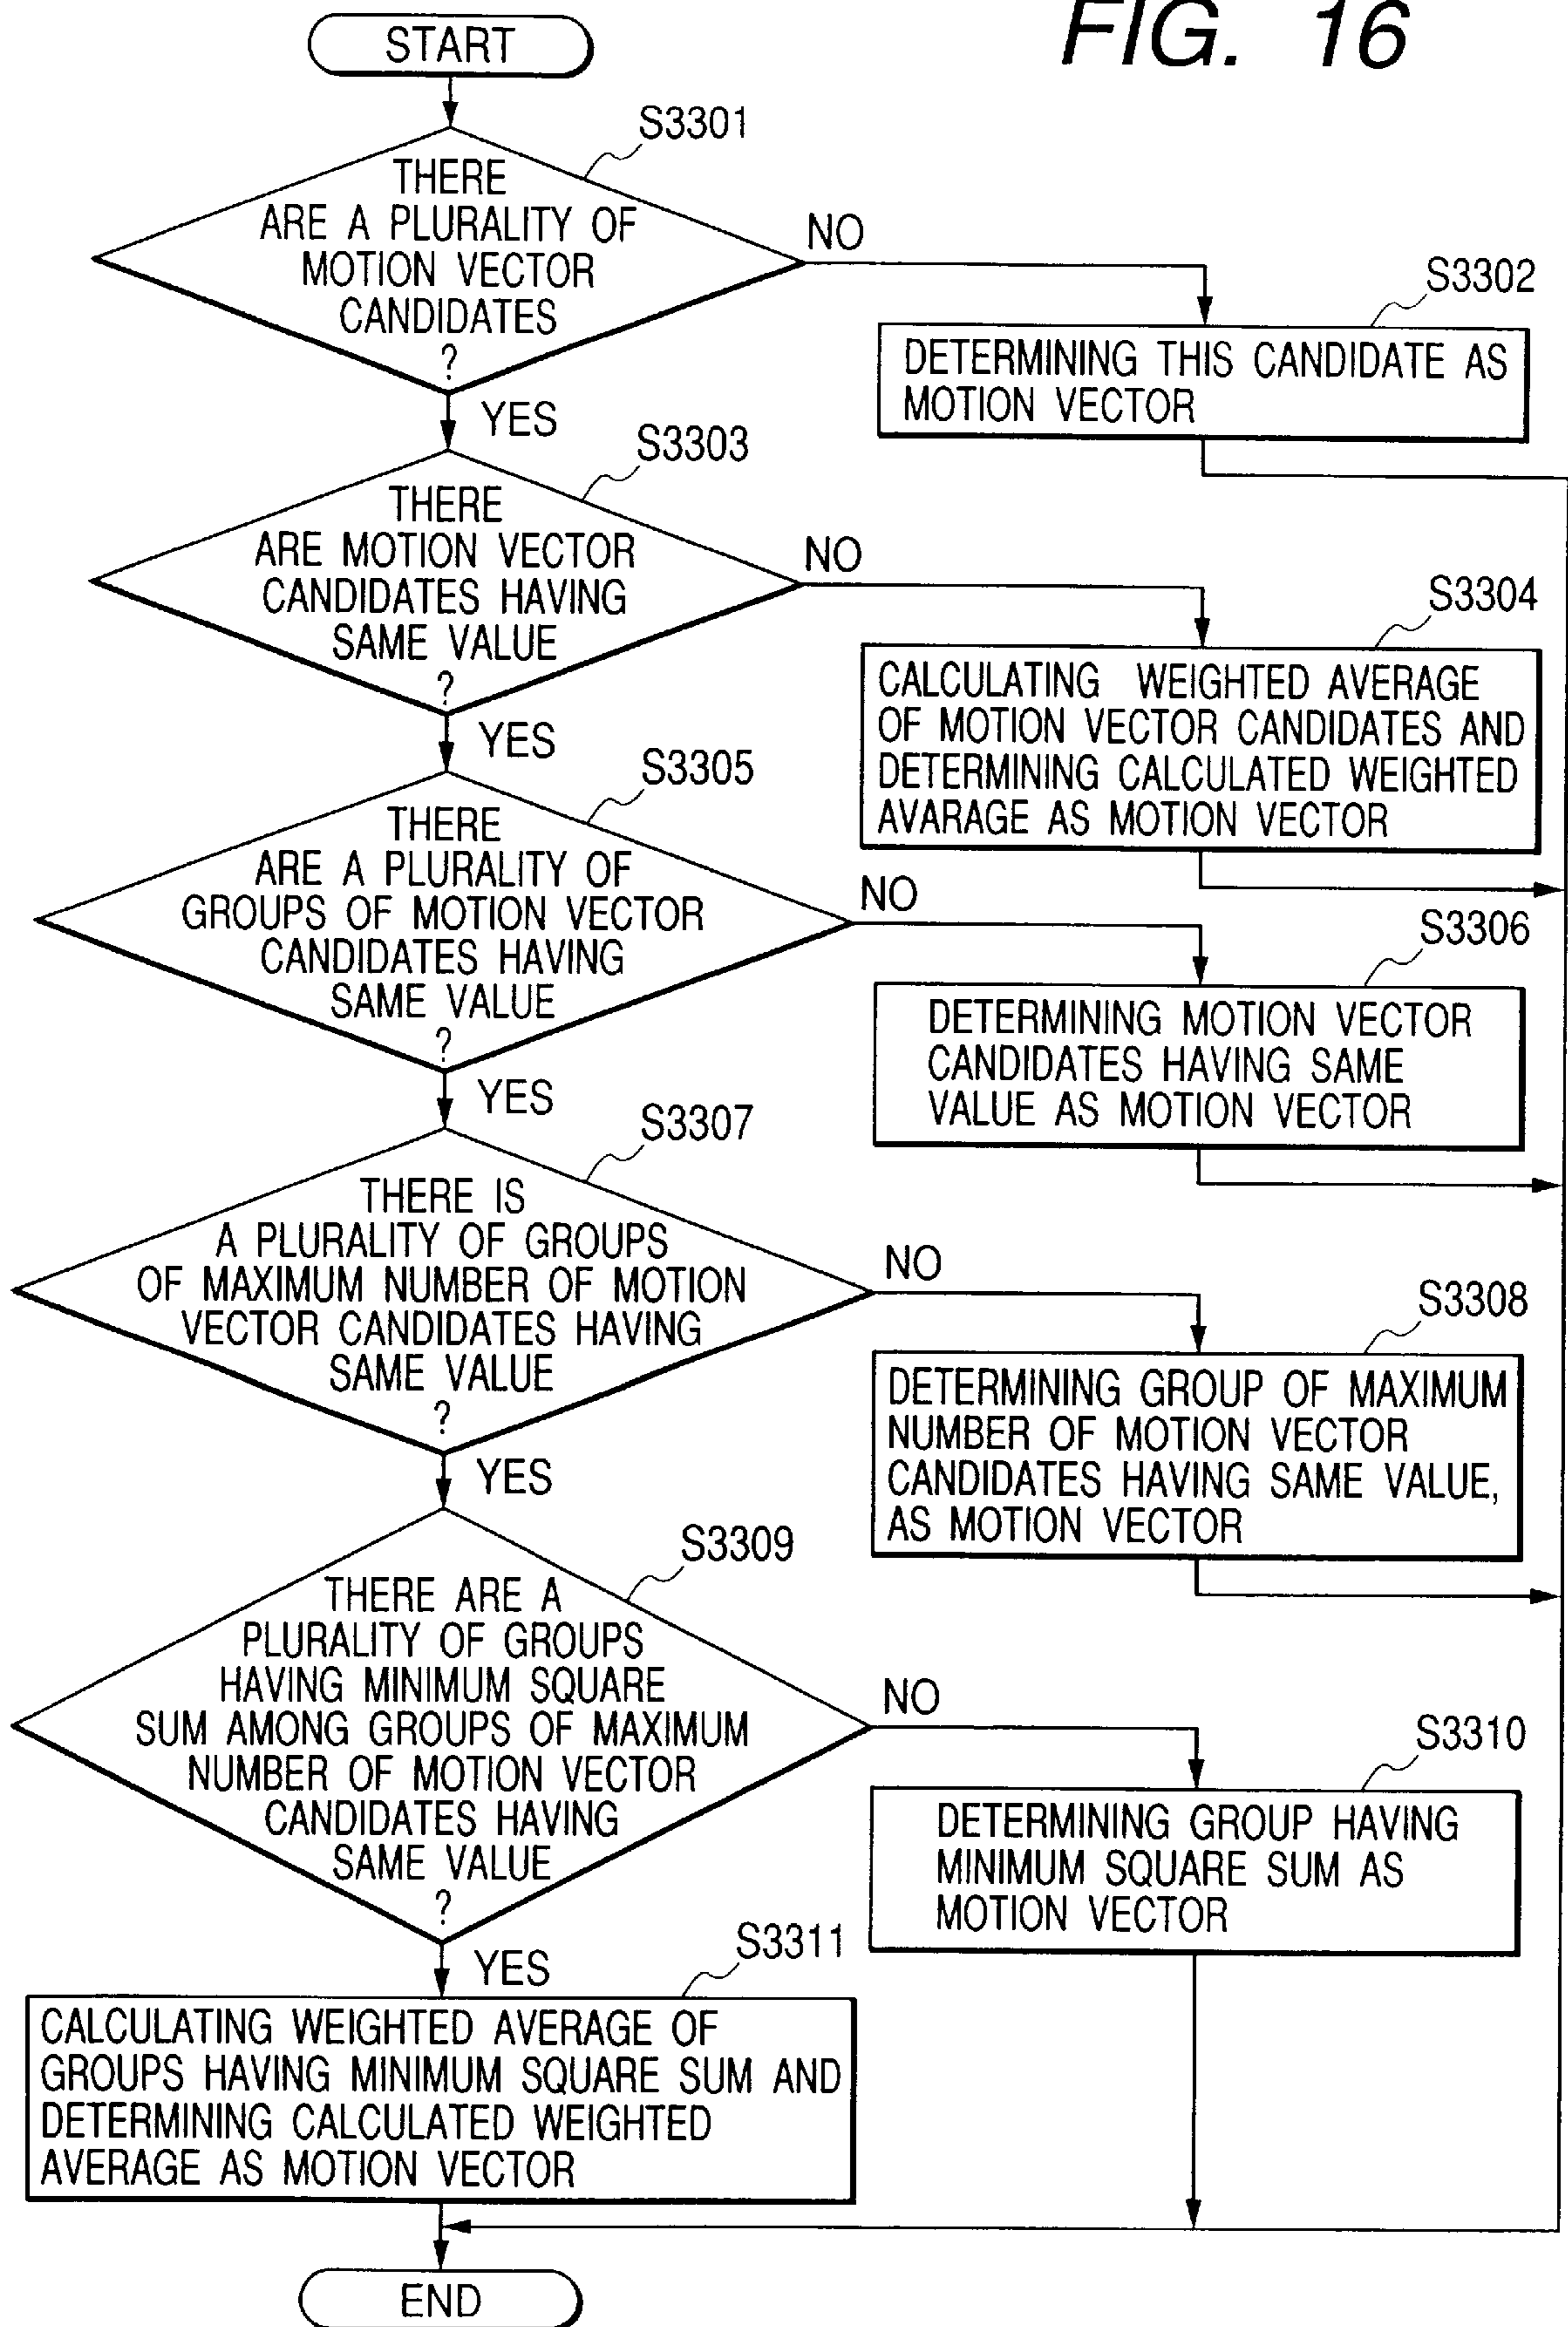 FIG. 16
START
S3301
THERE
ARE A PLURALITY OF
MOTION VECTOR
CANDIDATES
?
NO
YES
S3302
DETERMINING THIS CANDIDATE AS
MOTION VECTOR
S3303
THERE
ARE MOTION VECTOR
CANDIDATES HAVING
SAME VALUE
?
NO
YES
S3304
CALCULATING WEIGHTED AVERAGE
OF MOTION VECTOR CANDIDATES AND
DETERMINING CALCULATED WEIGHTED
AVARAGE AS MOTION VECTOR
S3305
THERE
ARE A PLURALITY OF
GROUPS OF MOTION VECTOR
CANDIDATES HAVING
SAME VALUE
?
NO
YES
S3306
DETERMINING MOTION VECTOR
CANDIDATES HAVING SAME
VALUE AS MOTION VECTOR
S3307
THERE IS
A PLURALITY OF GROUPS
OF MAXIMUM NUMBER OF MOTION
VECTOR CANDIDATES HAVING
SAME VALUE
?
NO
YES
S3308
DETERMINING GROUP OF MAXIMUM
NUMBER OF MOTION VECTOR
CANDIDATES HAVING SAME VALUE,
AS MOTION VECTOR
S3309
THERE ARE A
PLURALITY OF GROUPS
HAVING MINIMUM SQUARE
SUM AMONG GROUPS OF MAXIMUM
NUMBER OF MOTION VECTOR
CANDIDATES HAVING
SAME VALUE
?
NO
YES
S3310
DETERMINING GROUP HAVING
MINIMUM SQUARE SUM AS
MOTION VECTOR
S3311
CALCULATING WEIGHTED AVERAGE OF
GROUPS HAVING MINIMUM SQUARE SUM AND
DETERMINING CALCULATED WEIGHTED
AVERAGE AS MOTION VECTOR
END